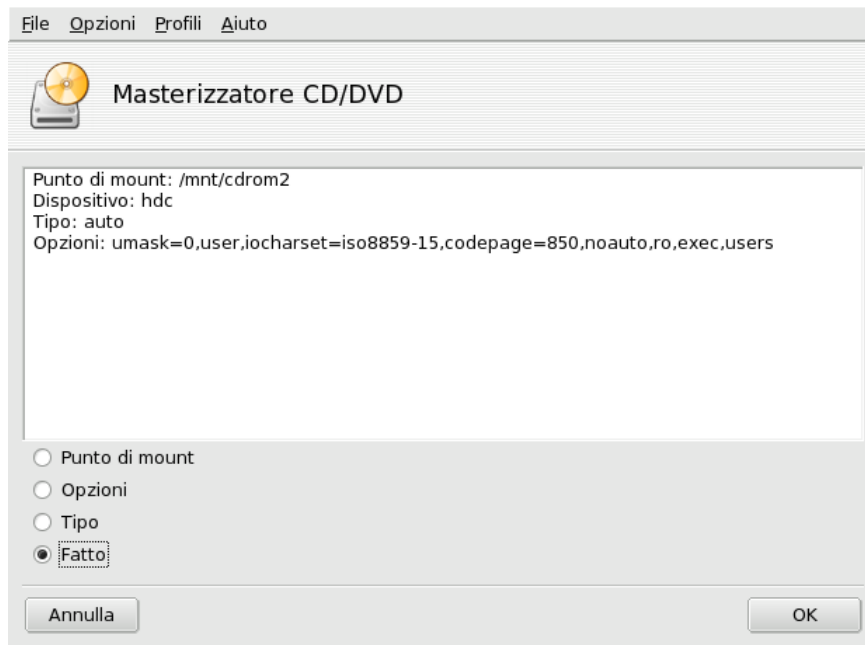 File Opzioni Profili Aiuto
Masterizzatore CD/DVD
Punto di mount: /mnt/cdrom2
Dispositivo: hdc
Tipo: auto
Opzioni: umask=0,user,iocharset=iso8859-15,codepage=850,noauto,ro,exec,users
Punto di mount
Opzioni
Tipo
Fatto
Annulla OK